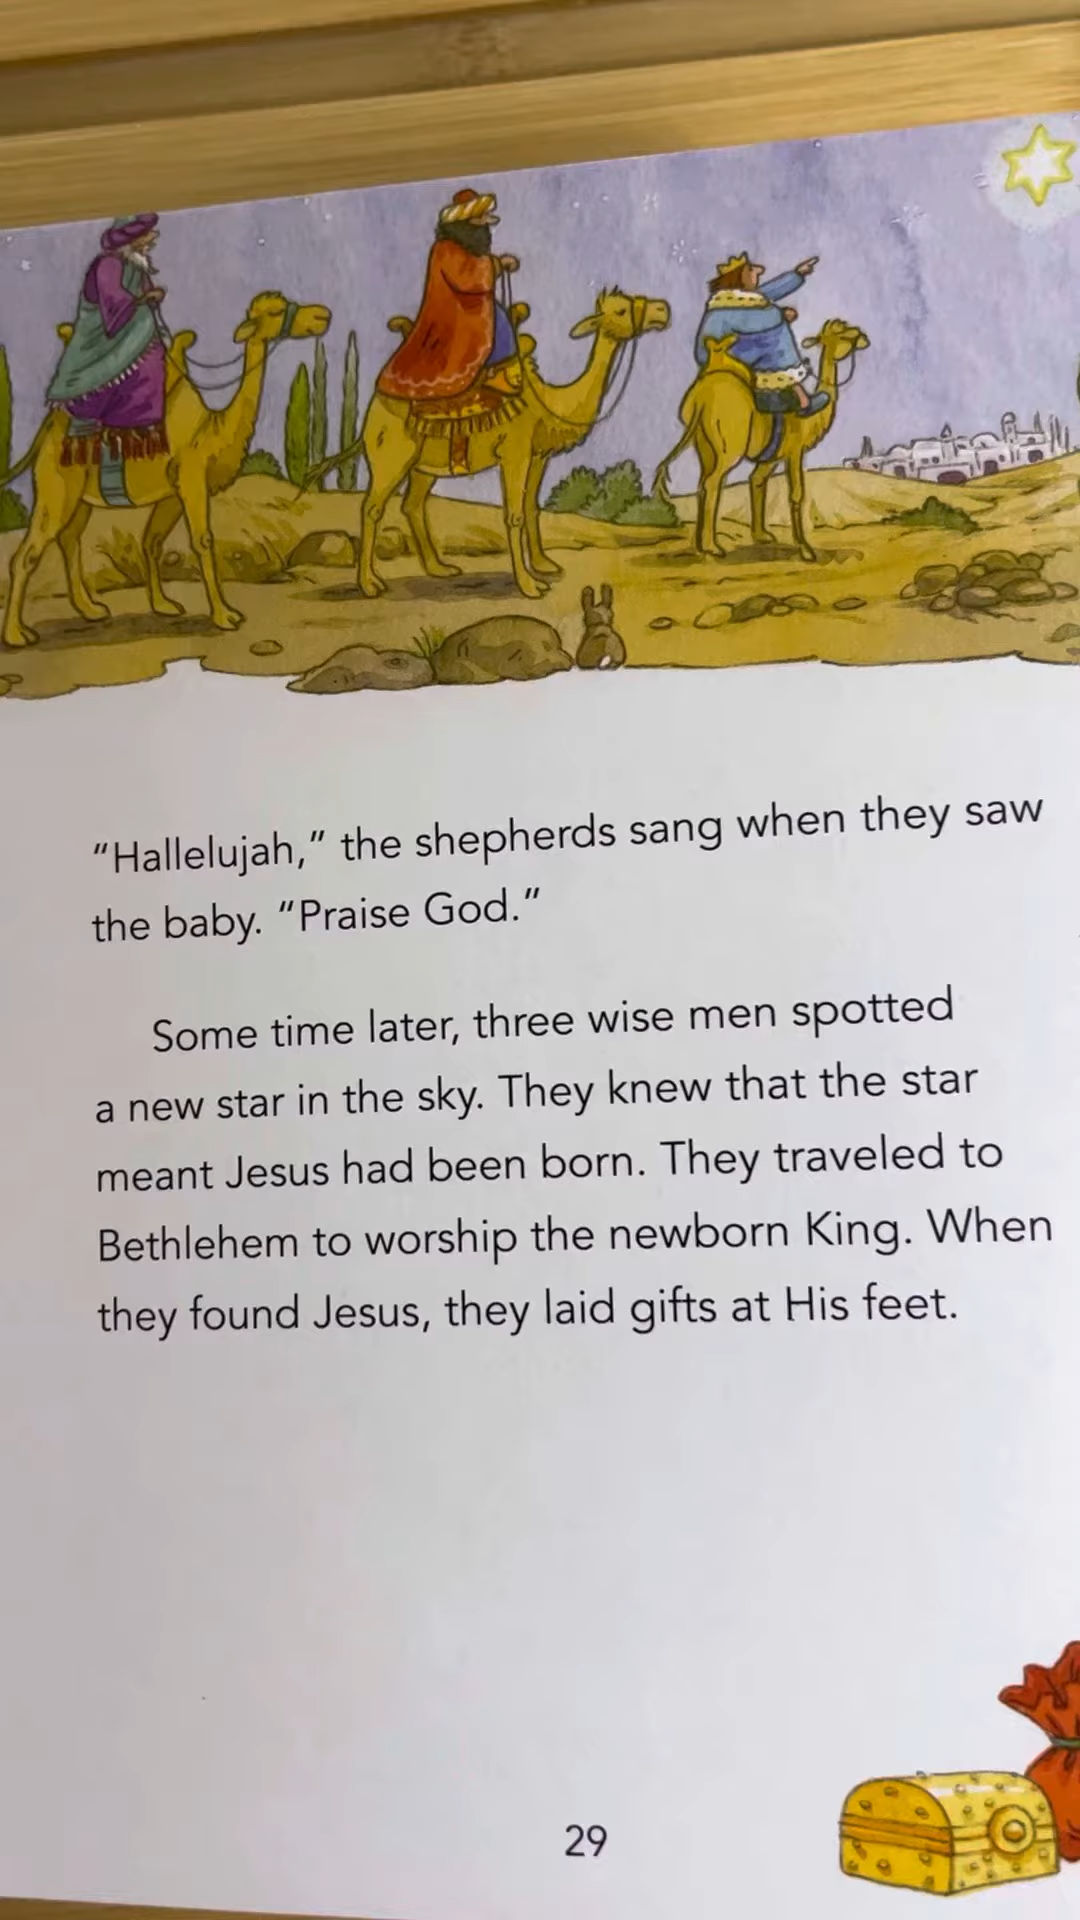 “Hallelujah,” the shepherds sang when they saw
the baby. “Praise God.”
Some time later, three wise men spotted
a new star in the sky. They knew that the star
meant Jesus had been born. They traveled to
Bethlehem to worship the newborn King. When
they found Jesus, they laid gifts at His feet.
29